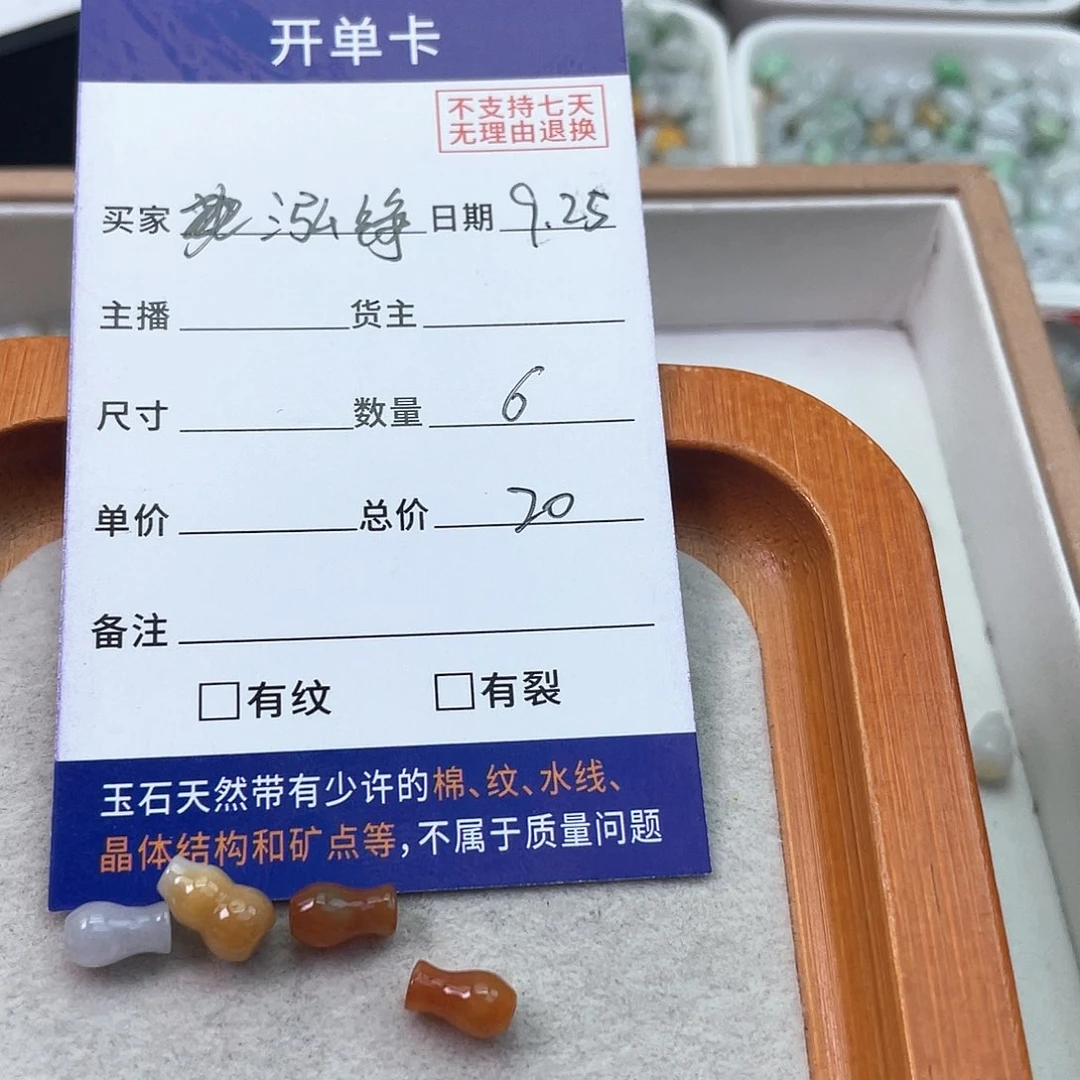 开单卡
不支持七天
无理由退换
买家 泓锋 日期 9.25
主播 货主
尺寸 数量 6
单价 总价 20
备注
□有纹 □有裂
玉石天然带有少许的棉、纹、水线、
晶体结构和矿点等，不属于质量问题